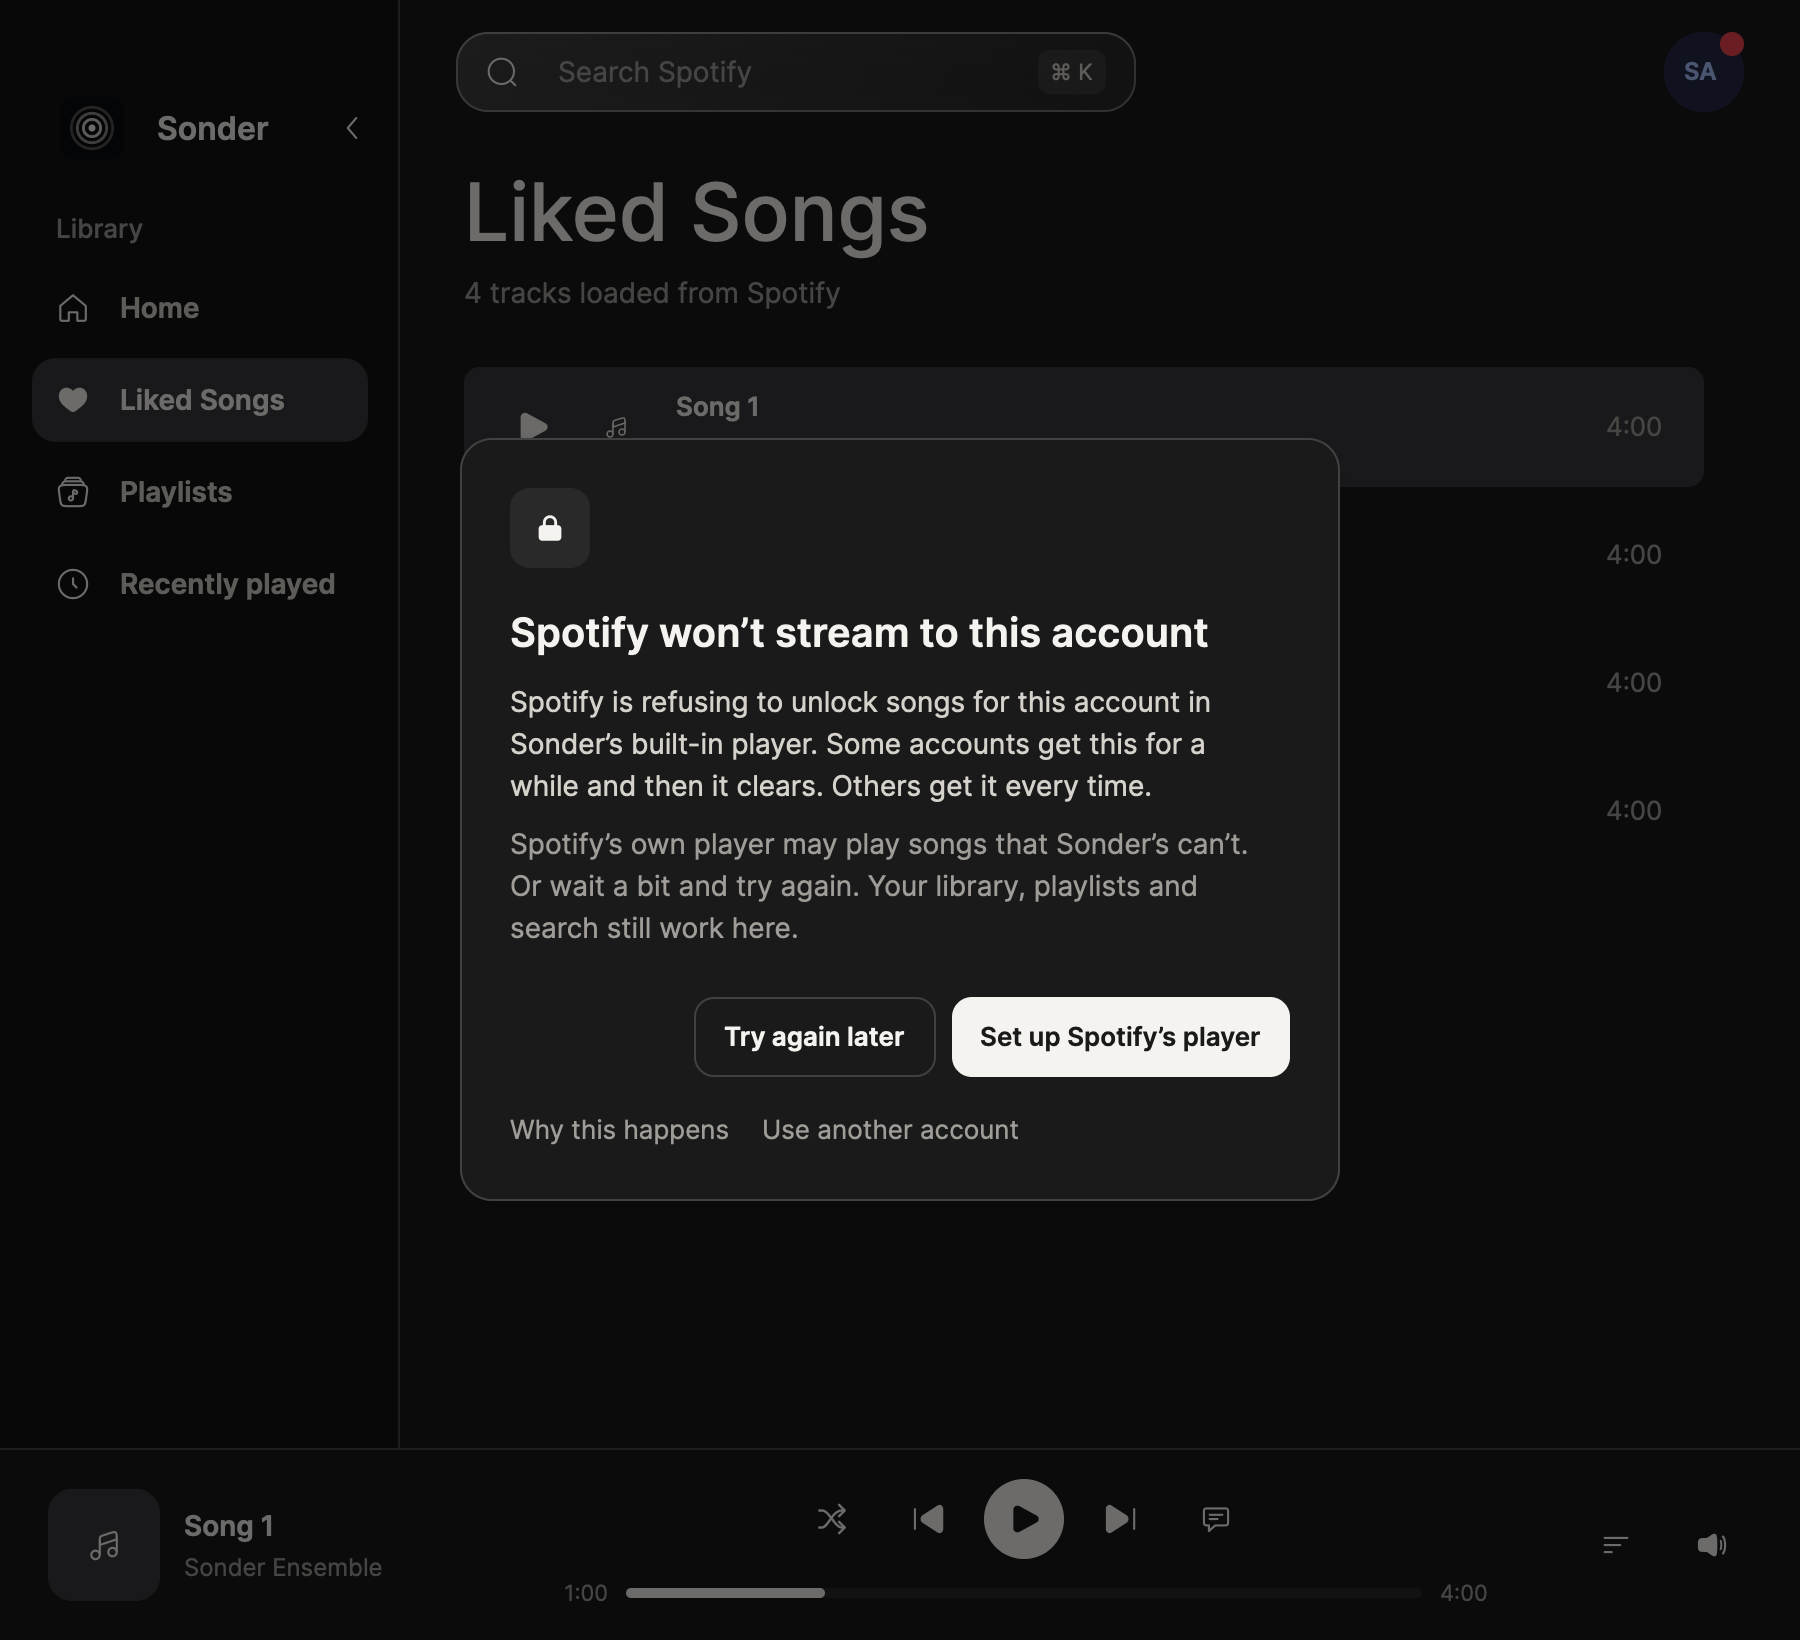 Search Spotify
⌘ K
SA
Sonder
Library
Home
Liked Songs
Playlists
Recently played
Liked Songs
4 tracks loaded from Spotify
Song 1
4:00
4:00
4:00
4:00
Spotify won’t stream to this account
Spotify is refusing to unlock songs for this account in
Sonder’s built-in player. Some accounts get this for a
while and then it clears. Others get it every time.
Spotify’s own player may play songs that Sonder’s can’t.
Or wait a bit and try again. Your library, playlists and
search still work here.
Try again later
Set up Spotify’s player
Why this happens
Use another account
Song 1
Sonder Ensemble
1:00
4:00